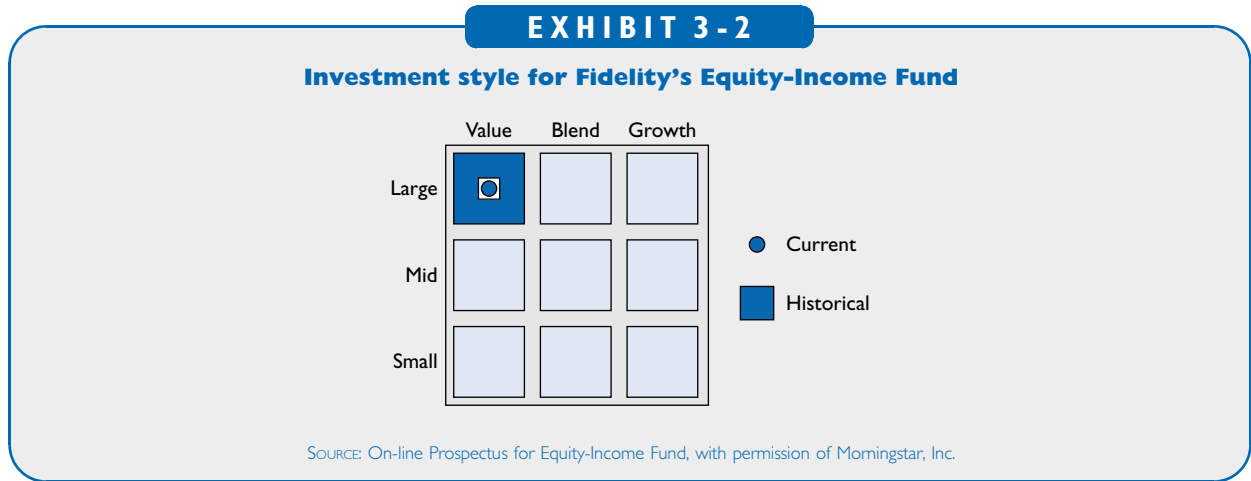 EXHIBIT 3-2
Investment style for Fidelity's Equity-Income Fund
Value Blend Growth
Large
Mid
Small
Current
Historical
SOURCE: On-line Prospectus for Equity-Income Fund, with permission of Morningstar, Inc.